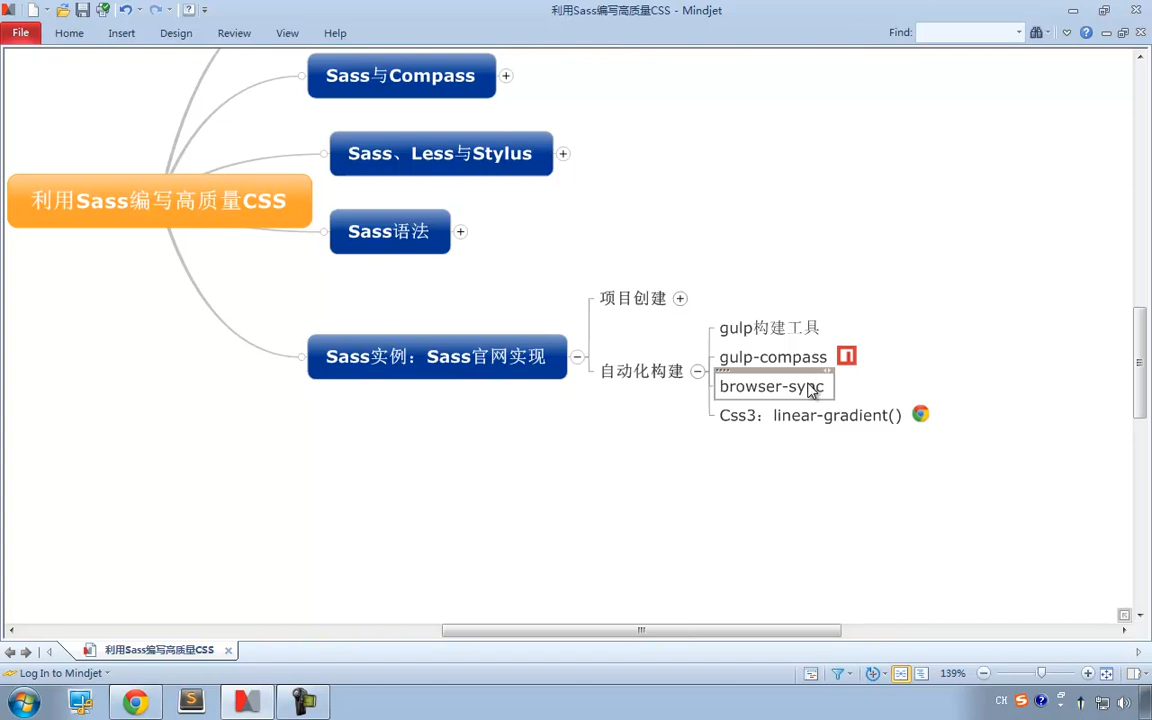 利用Sass编写高质量CSS - Mindjet
File Home Insert Design Review View Help Find:
Sass与Compass
Sass、Less与Stylus
利用Sass编写高质量CSS
Sass语法
项目创建
gulp构建工具
Sass实例：Sass官网实现
gulp-compass
自动化构建
browser-sync
Css3：linear-gradient()
利用Sass编写高质量CSS
Log In to Mindjet
139%
CH